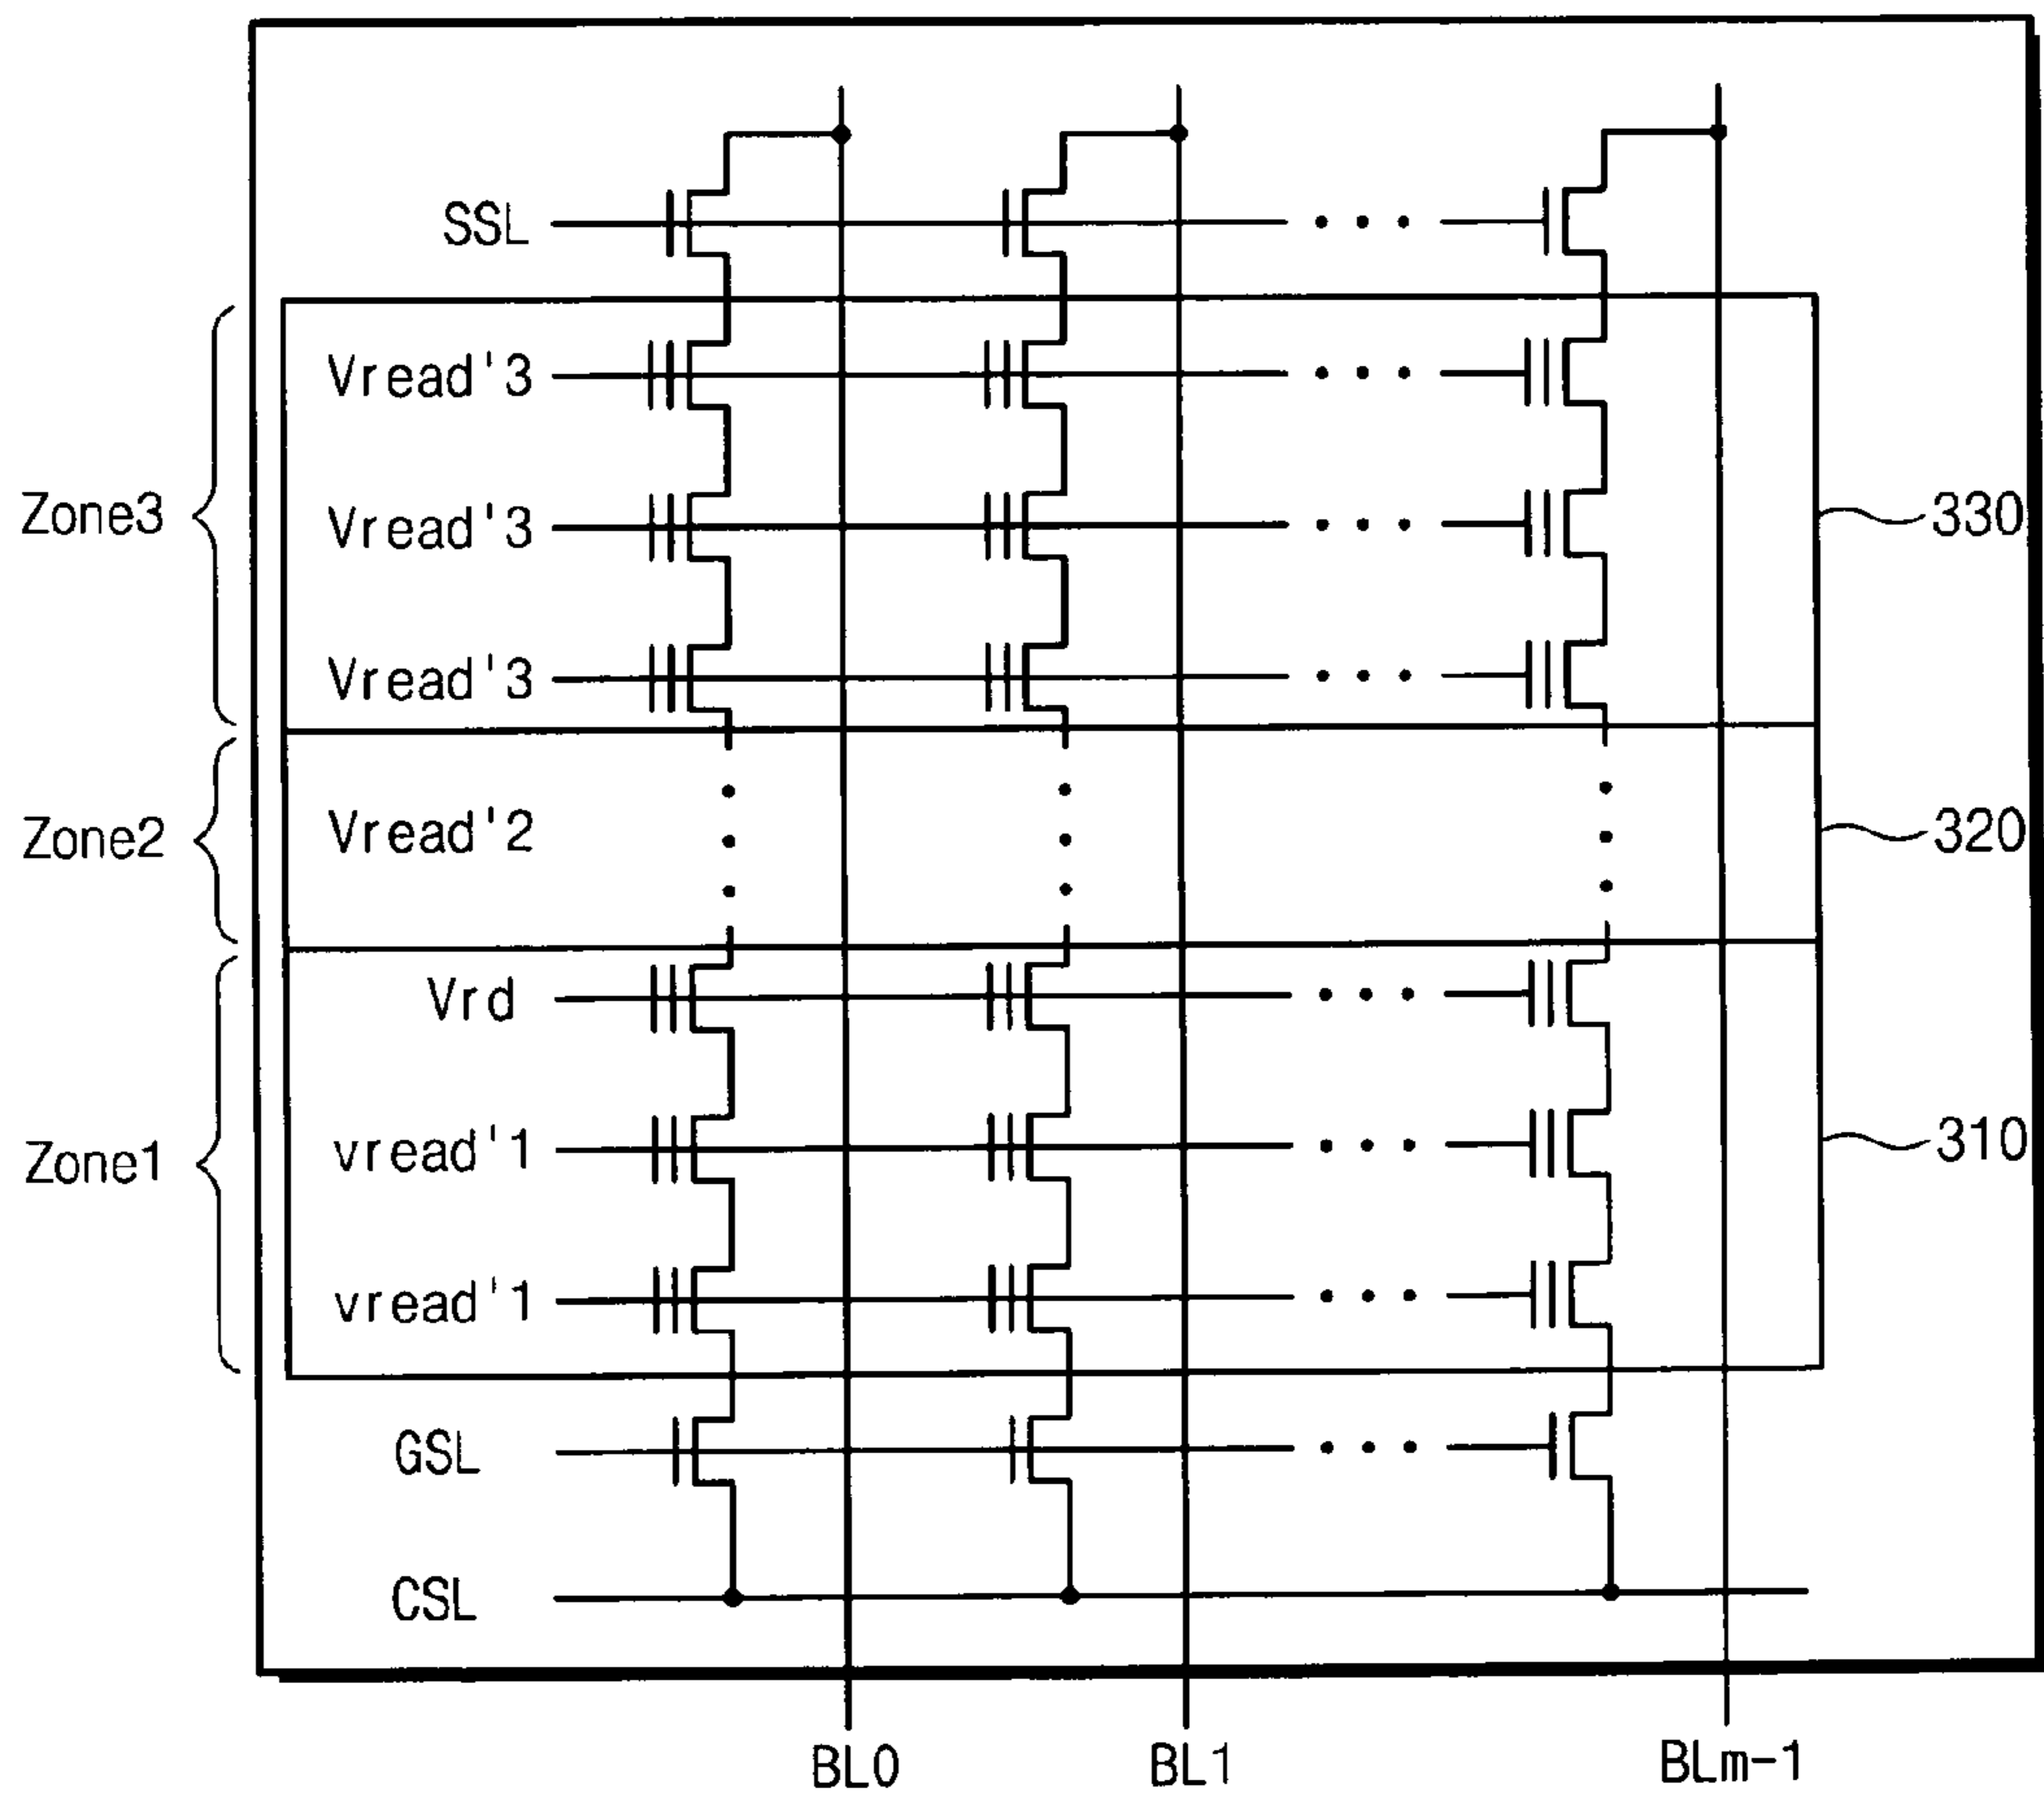 SSL
Vread'3
Zone3
Vread'3
330
Vread'3
Zone2
Vread'2
320
Vrd
Zone1
vread'1
310
vread'1
GSL
CSL
BL0
BL1
BLm-1